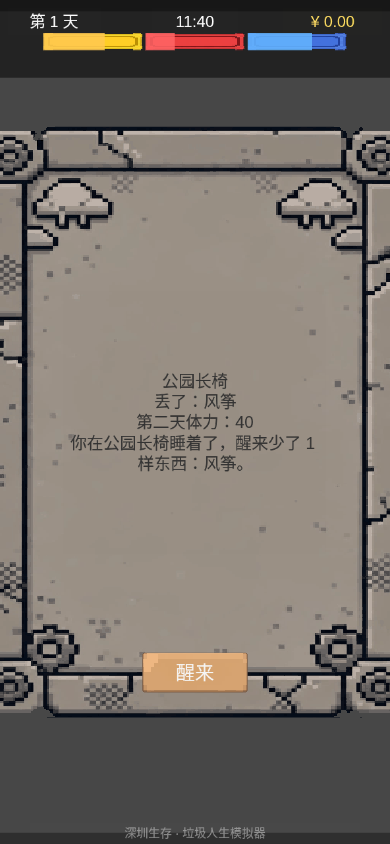 第 1 天
11:40
¥ 0.00
公园长椅
丢了：风筝
第二天体力：40
你在公园长椅睡着了，醒来少了 1
样东西：风筝。
醒来
深圳生存 · 垃圾人生模拟器